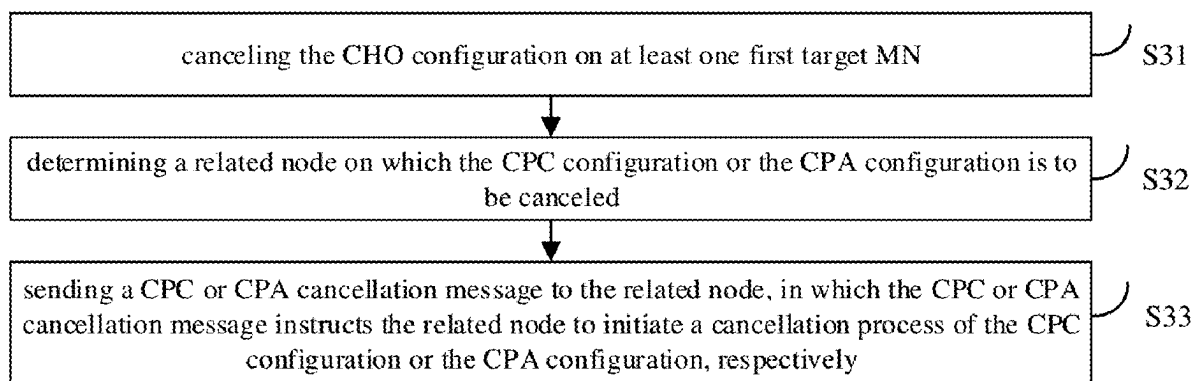 canceling the CHO configuration on at least one first target MN
S31
determining a related node on which the CPC configuration or the CPA configuration is to
be canceled
S32
sending a CPC or CPA cancellation message to the related node, in which the CPC or CPA
cancellation message instructs the related node to initiate a cancellation process of the CPC
configuration or the CPA configuration, respectively
S33